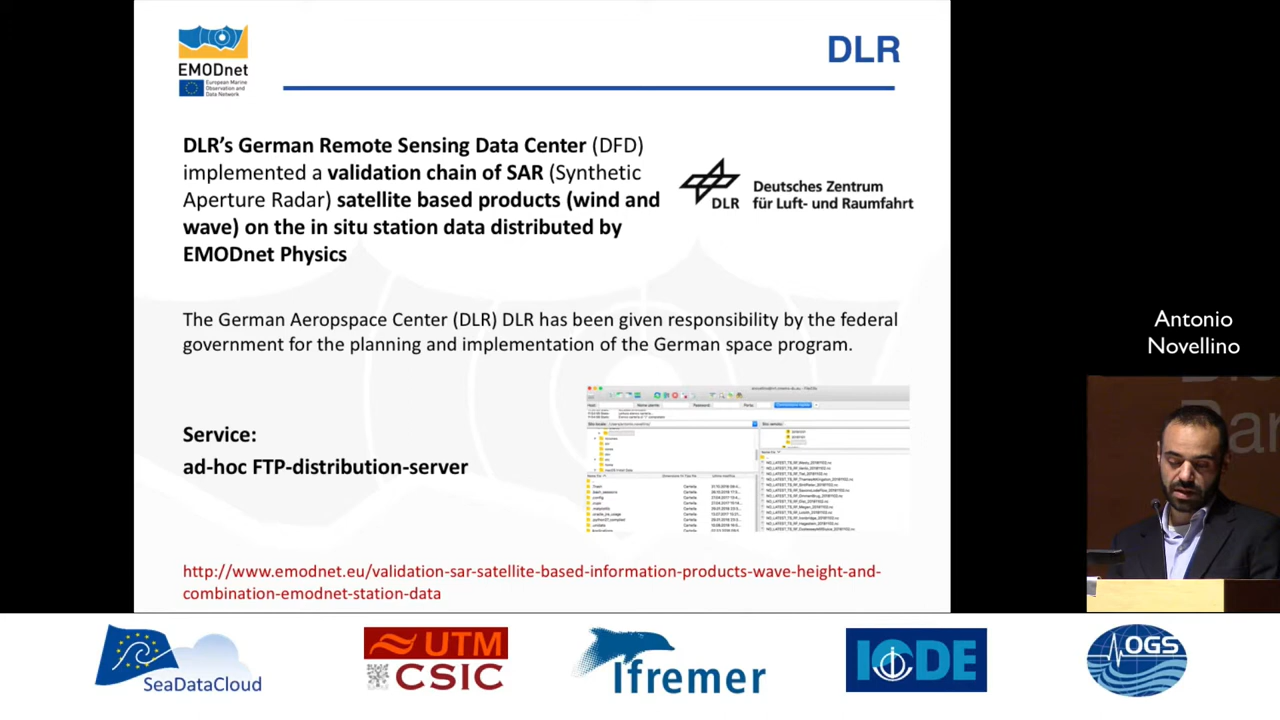 EMODnet
European Marine
Observation and
Data Network
DLR
DLR’s German Remote Sensing Data Center (DFD)
implemented a validation chain of SAR (Synthetic
Aperture Radar) satellite based products (wind and
wave) on the in situ station data distributed by
EMODnet Physics
DLR
Deutsches Zentrum
für Luft- und Raumfahrt
The German Aeropspace Center (DLR) DLR has been given responsibility by the federal
government for the planning and implementation of the German space program.
Service:
ad-hoc FTP-distribution-server
http://www.emodnet.eu/validation-sar-satellite-based-information-products-wave-height-and-
combination-emodnet-station-data
Antonio
Novellino
SeaDataCloud
UTM
CSIC
Ifremer
IODE
OGS